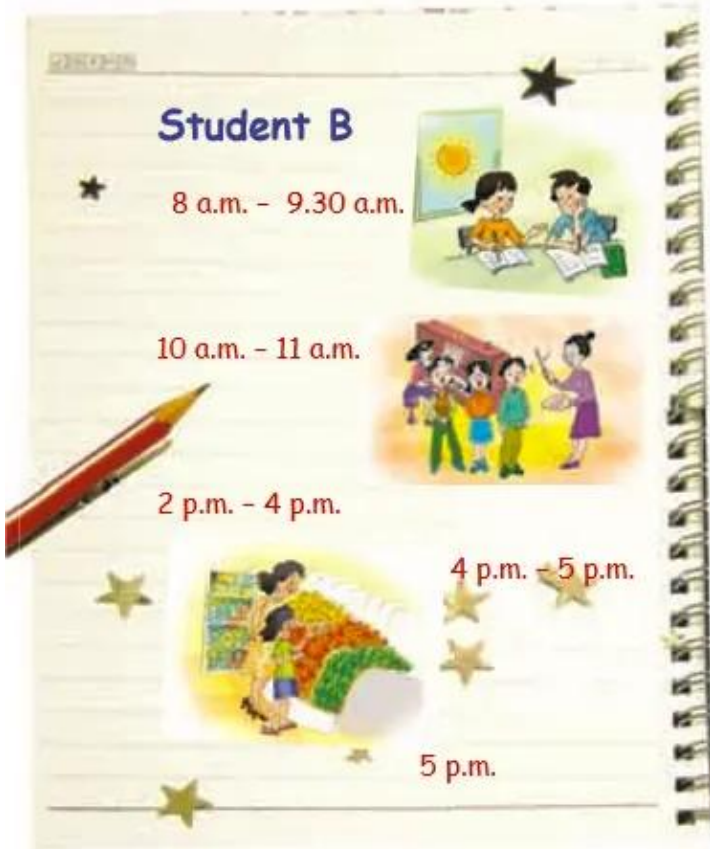 Student B
8 a.m. – 9.30 a.m.
10 a.m. – 11 a.m.
2 p.m. – 4 p.m.
4 p.m. – 5 p.m.
5 p.m.